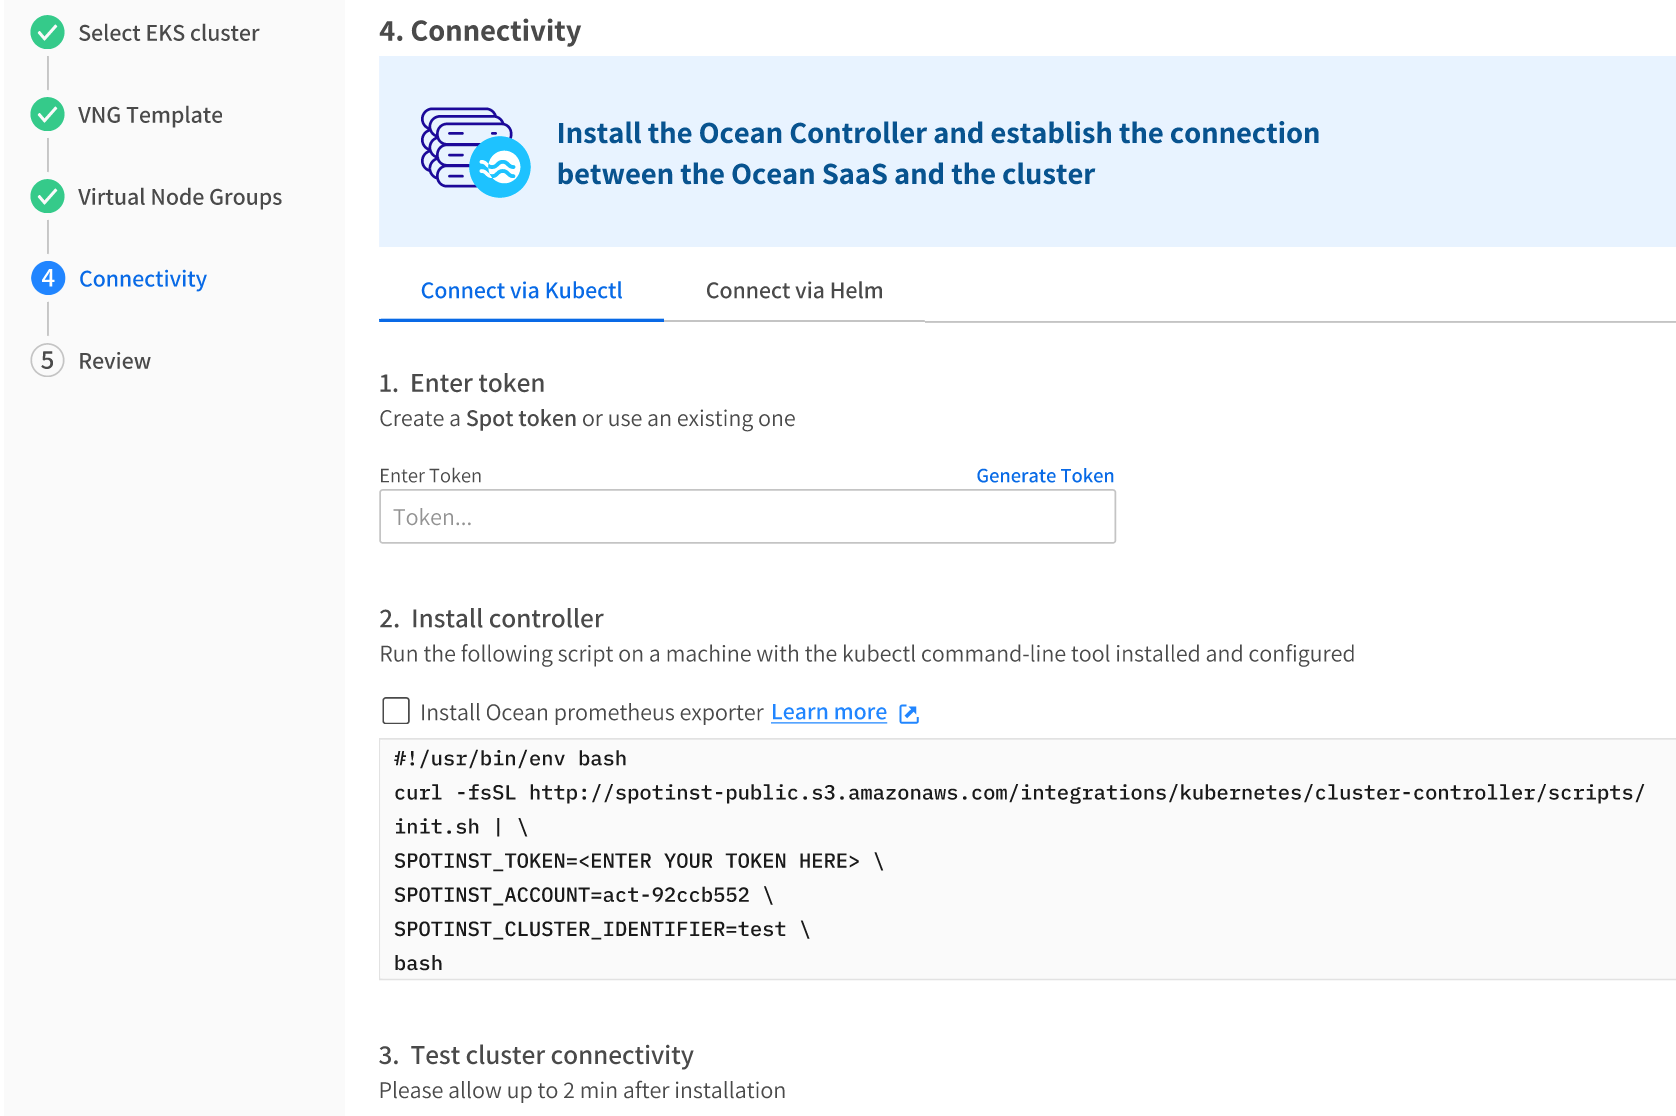 Select EKS cluster
VNG Template
Virtual Node Groups
4 Connectivity
5 Review
4. Connectivity
Install the Ocean Controller and establish the connection
between the Ocean SaaS and the cluster
Connect via Kubectl Connect via Helm
1. Enter token
Create a Spot token or use an existing one
Enter Token Generate Token
Token...
2. Install controller
Run the following script on a machine with the kubectl command-line tool installed and configured
Install Ocean prometheus exporter Learn more
#!/usr/bin/env bash
curl -fsSL http://spotinst-public.s3.amazonaws.com/integrations/kubernetes/cluster-controller/scripts/
init.sh | \
SPOTINST_TOKEN=<ENTER YOUR TOKEN HERE> \
SPOTINST_ACCOUNT=act-92ccb552 \
SPOTINST_CLUSTER_IDENTIFIER=test \
bash
3. Test cluster connectivity
Please allow up to 2 min after installation